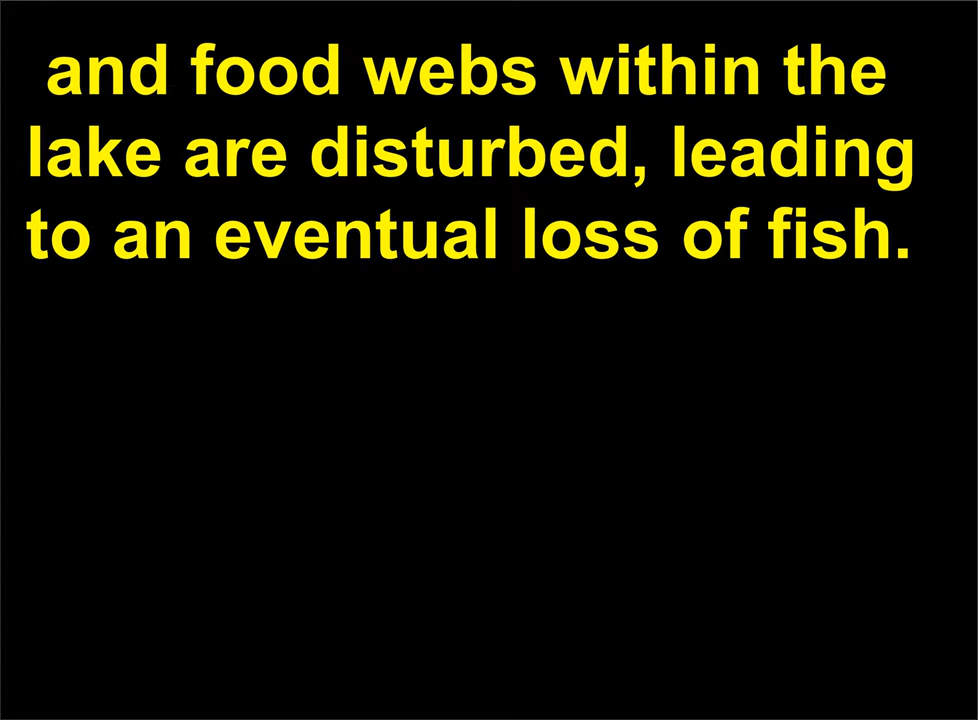 and food webs within the
lake are disturbed, leading
to an eventual loss of fish.